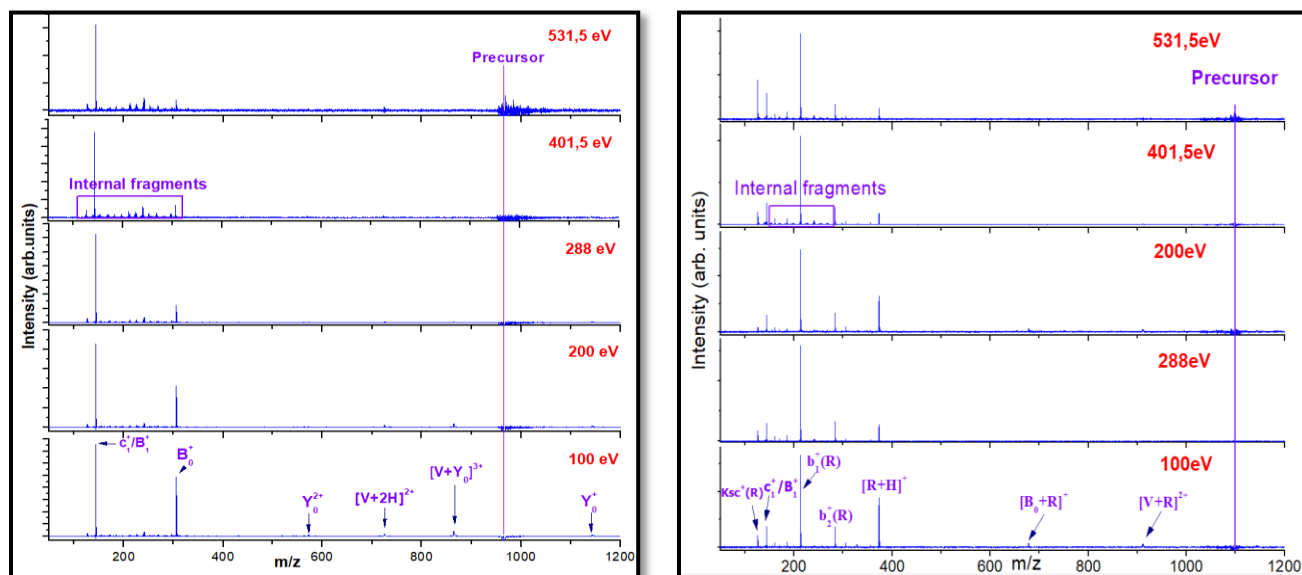 531,5 eV
Precursor
401,5 eV
Internal fragments
288 eV
200 eV
c₁⁺/B₁⁺
B₀⁺
100 eV
Y₀²⁺
[V+2H]²⁺
[V+Y₀]³⁺
Y₀⁺
Intensity (arb.units)
200 400 600 800 1000 1200
m/z
531,5eV
Precursor
401,5eV
Internal fragments
200eV
288eV
100eV
Ksc⁺(R)
c₁⁺/B₁⁺
b₁⁺(R)
b₂⁺(R)
[R+H]⁺
[B₀+R]⁺
[V+R]²⁺
Intensity (arb. units)
200 400 600 800 1000 1200
m/z